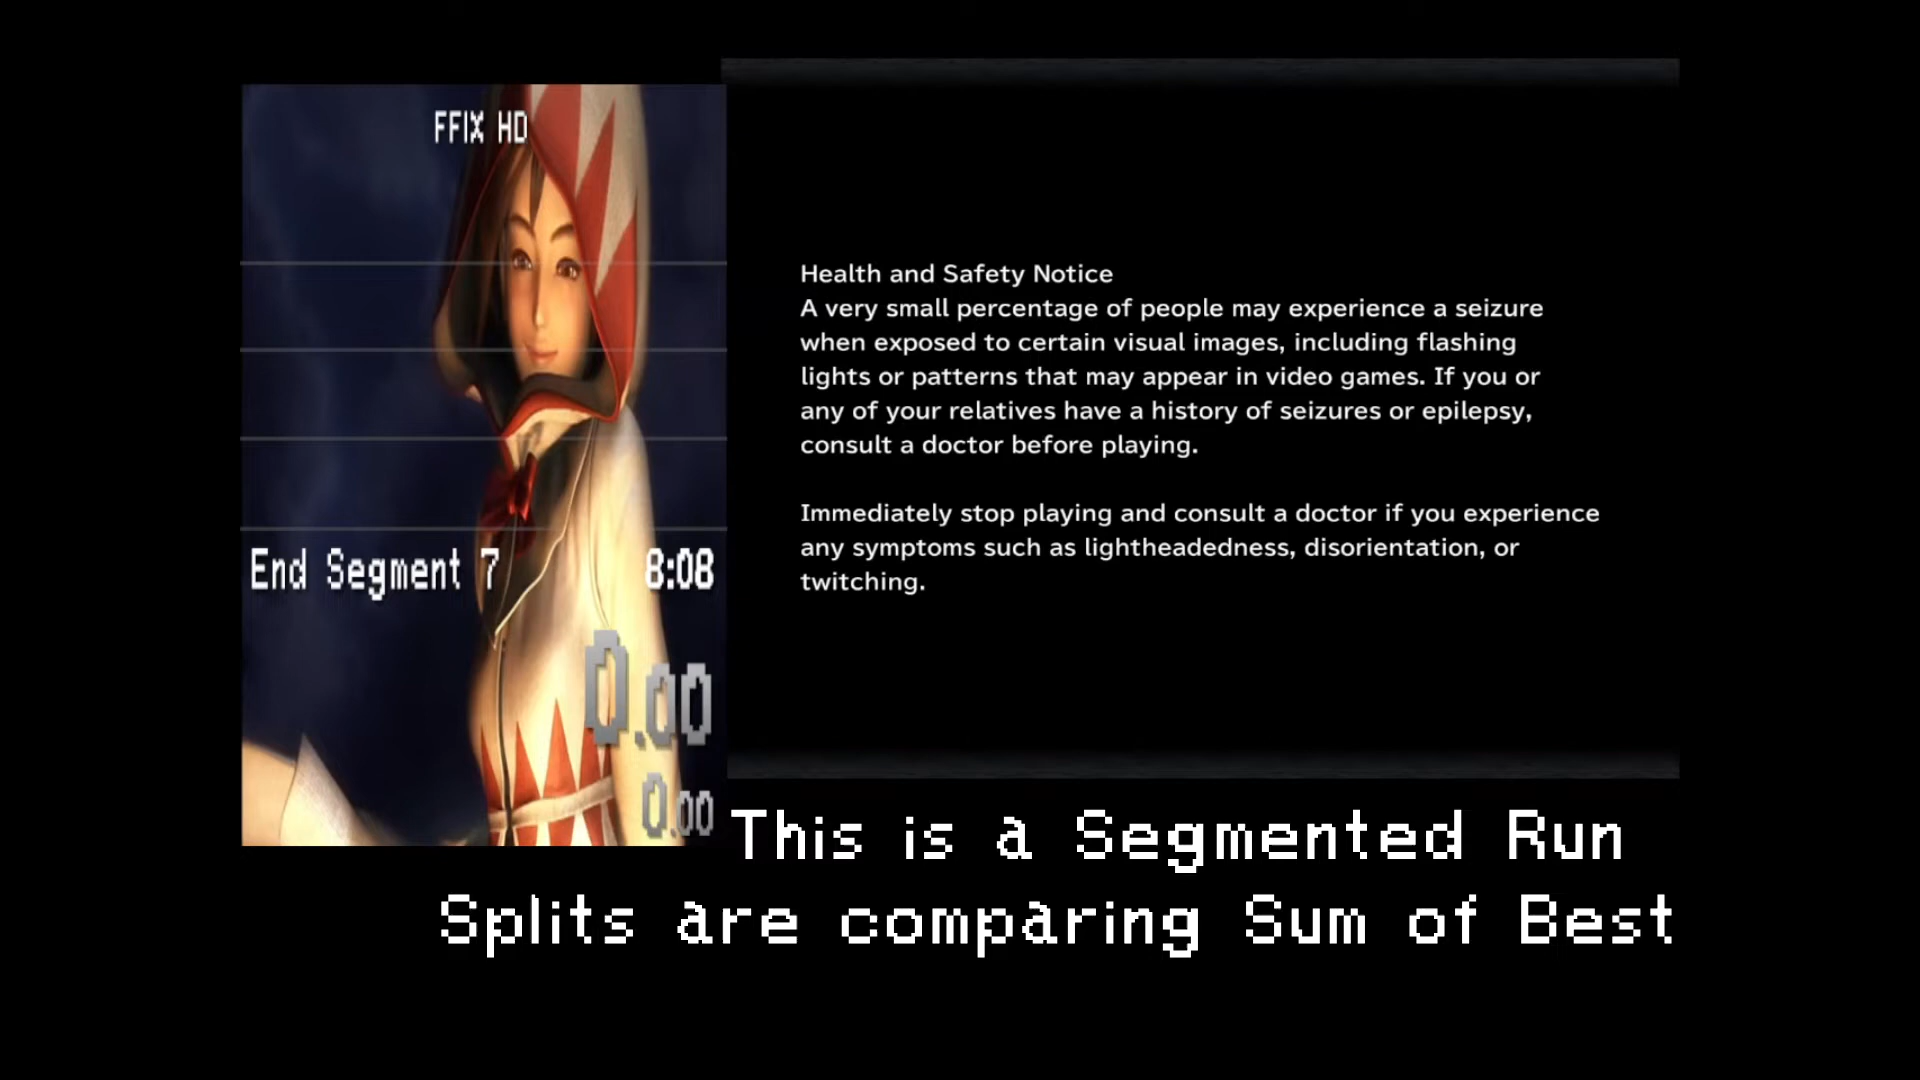 FFIX HD
End Segment 7 8:08
0.00
0.00
Health and Safety Notice
A very small percentage of people may experience a seizure
when exposed to certain visual images, including flashing
lights or patterns that may appear in video games. If you or
any of your relatives have a history of seizures or epilepsy,
consult a doctor before playing.
Immediately stop playing and consult a doctor if you experience
any symptoms such as lightheadedness, disorientation, or
twitching.
This is a Segmented Run
Splits are comparing Sum of Best